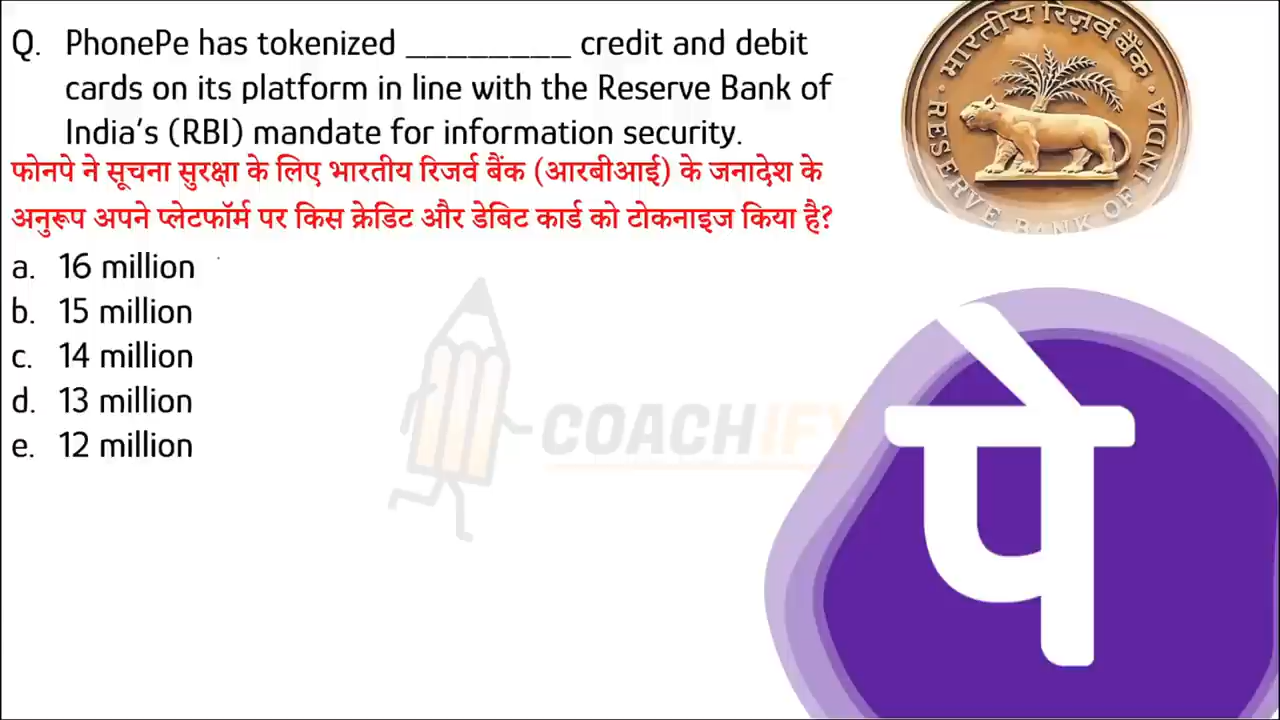 Q. PhonePe has tokenized ________ credit and debit
cards on its platform in line with the Reserve Bank of
India's (RBI) mandate for information security.
फोनपे ने सूचना सुरक्षा के लिए भारतीय रिजर्व बैंक (आरबीआई) के जनादेश के
अनुरूप अपने प्लेटफॉर्म पर किस क्रेडिट और डेबिट कार्ड को टोकनाइज किया है?
a. 16 million
b. 15 million
c. 14 million
d. 13 million
e. 12 million
भारतीय रिज़र्व बैंक
RESERVE BANK OF INDIA
COACHIFY
पे